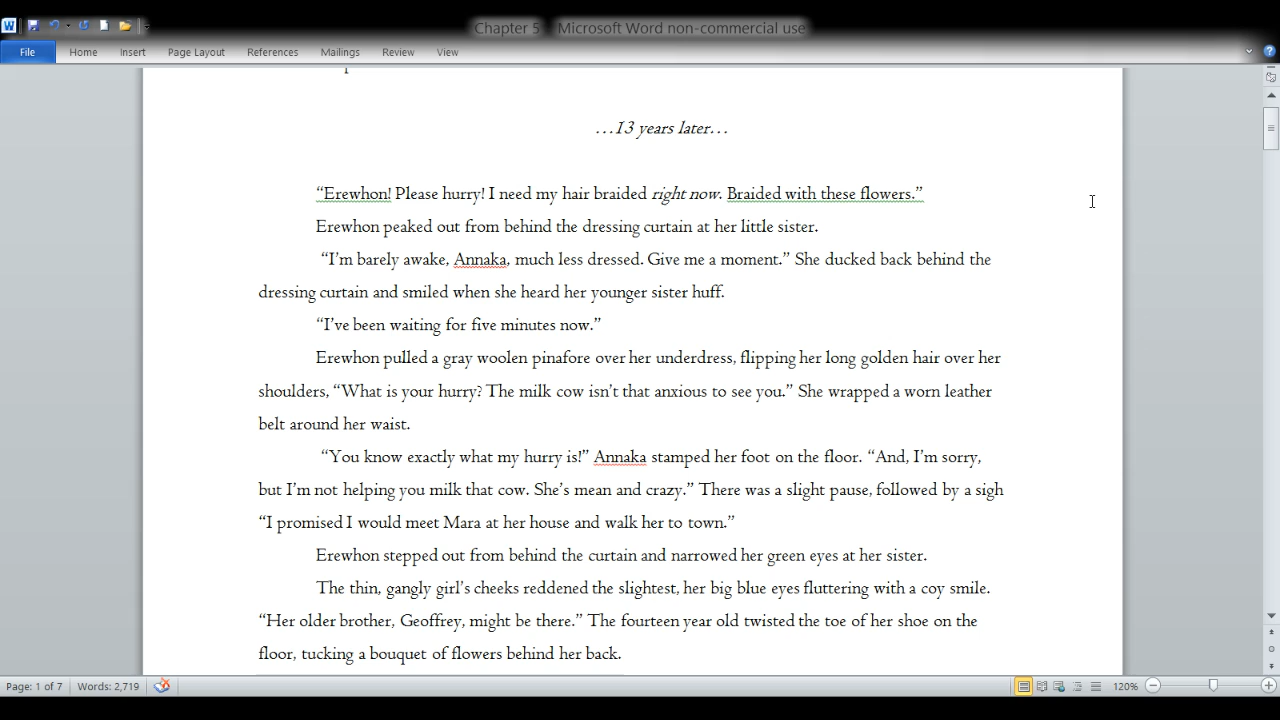 Chapter 5 - Microsoft Word non-commercial use
File Home Insert Page Layout References Mailings Review View
…13 years later…
“Erewhon! Please hurry! I need my hair braided right now. Braided with these flowers.”
Erewhon peaked out from behind the dressing curtain at her little sister.
“I’m barely awake, Annaka, much less dressed. Give me a moment.” She ducked back behind the
dressing curtain and smiled when she heard her younger sister huff.
“I’ve been waiting for five minutes now.”
Erewhon pulled a gray woolen pinafore over her underdress, flipping her long golden hair over her
shoulders, “What is your hurry? The milk cow isn’t that anxious to see you.” She wrapped a worn leather
belt around her waist.
“You know exactly what my hurry is!” Annaka stamped her foot on the floor. “And, I’m sorry,
but I’m not helping you milk that cow. She’s mean and crazy.” There was a slight pause, followed by a sigh
“I promised I would meet Mara at her house and walk her to town.”
Erewhon stepped out from behind the curtain and narrowed her green eyes at her sister.
The thin, gangly girl’s cheeks reddened the slightest, her big blue eyes fluttering with a coy smile.
“Her older brother, Geoffrey, might be there.” The fourteen year old twisted the toe of her shoe on the
floor, tucking a bouquet of flowers behind her back.
Page: 1 of 7 Words: 2,719 120%